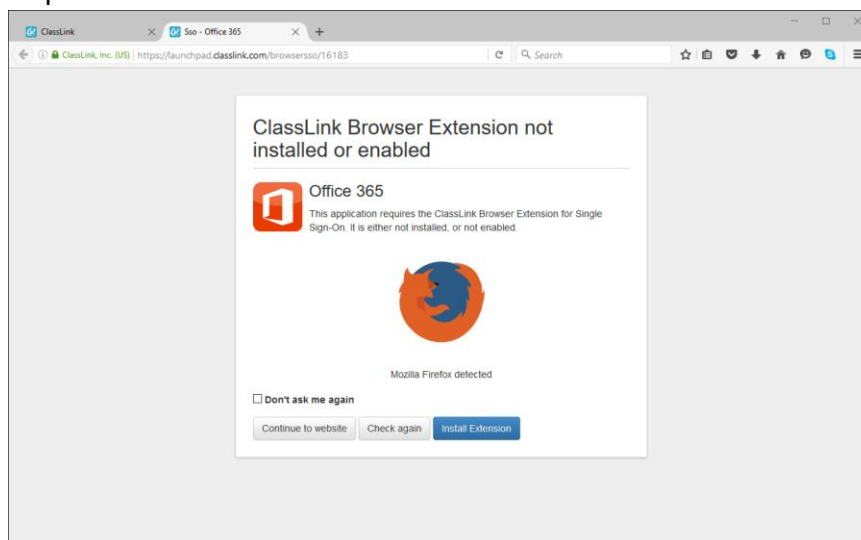 ClassLink
Sso - Office 365
ClassLink, Inc. (US) https://launchpad.classlink.com/browsersso/16183
Search
ClassLink Browser Extension not
installed or enabled
Office 365
This application requires the ClassLink Browser Extension for Single
Sign-On. It is either not installed, or not enabled.
Mozilla Firefox detected
Don't ask me again
Continue to website
Check again
Install Extension